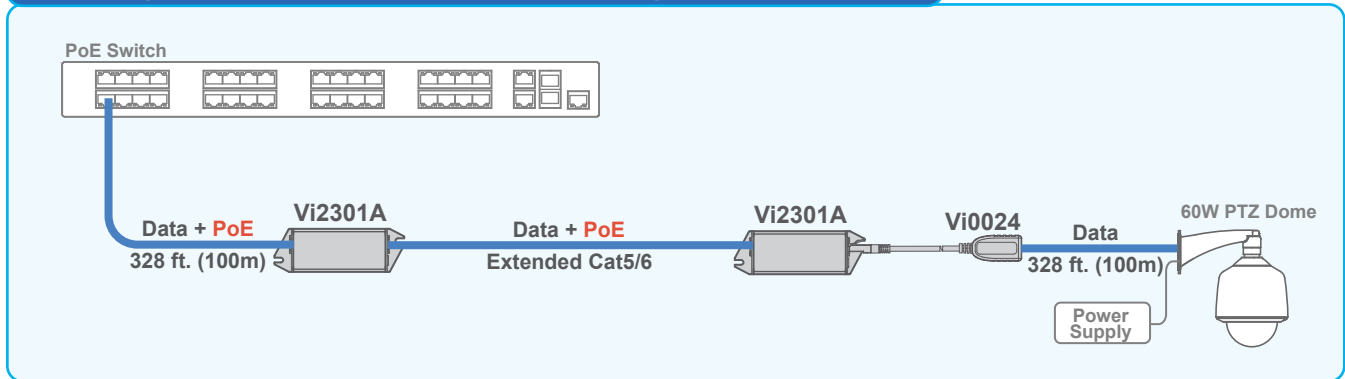 PoE Switch
Vi2301A
Data + PoE
328 ft. (100m)
Data + PoE
Extended Cat5/6
Vi2301A
Vi0024
Data
328 ft. (100m)
60W PTZ Dome
Power
Supply